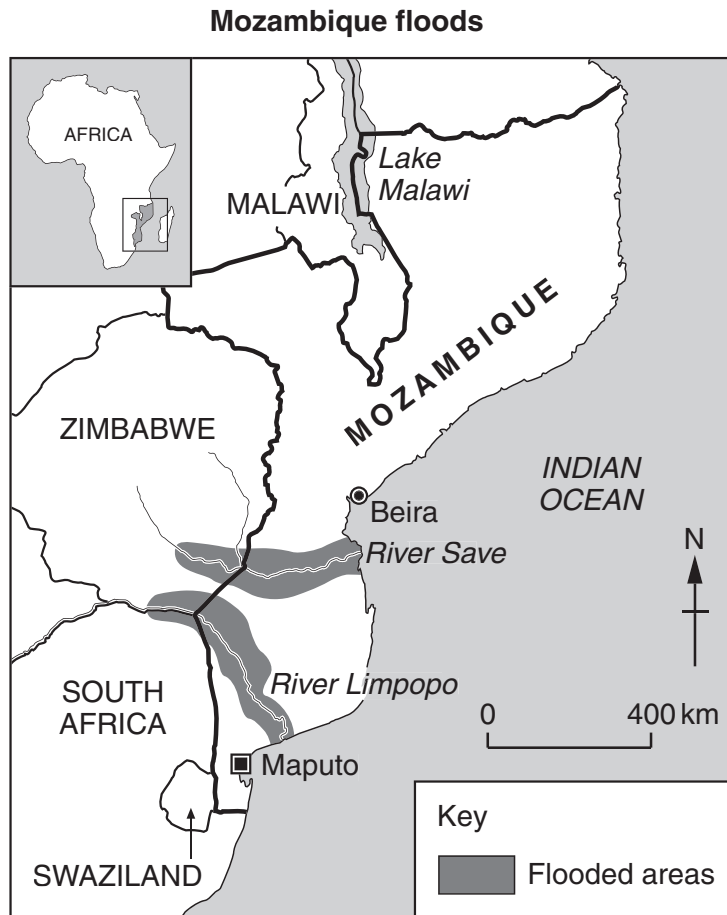 Mozambique floods
AFRICA
Lake
Malawi
MALAWI
MOZAMBIQUE
ZIMBABWE
INDIAN
OCEAN
Beira
River Save
N
SOUTH
AFRICA
River Limpopo
0 400 km
Maputo
Key
Flooded areas
SWAZILAND